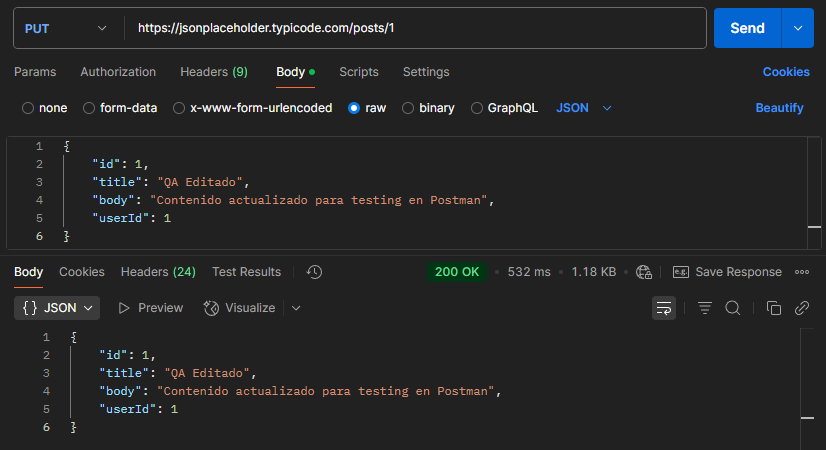 PUT https://jsonplaceholder.typicode.com/posts/1 Send
Params Authorization Headers (9) Body Scripts Settings Cookies
none form-data x-www-form-urlencoded raw binary GraphQL JSON Beautify
1 {
2 "id": 1,
3 "title": "QA Editado",
4 "body": "Contenido actualizado para testing en Postman",
5 "userId": 1
6 }
Body Cookies Headers (24) Test Results 200 OK • 532 ms • 1.18 KB • e.g. Save Response
{} JSON Preview Visualize
1 {
2 "id": 1,
3 "title": "QA Editado",
4 "body": "Contenido actualizado para testing en Postman",
5 "userId": 1
6 }